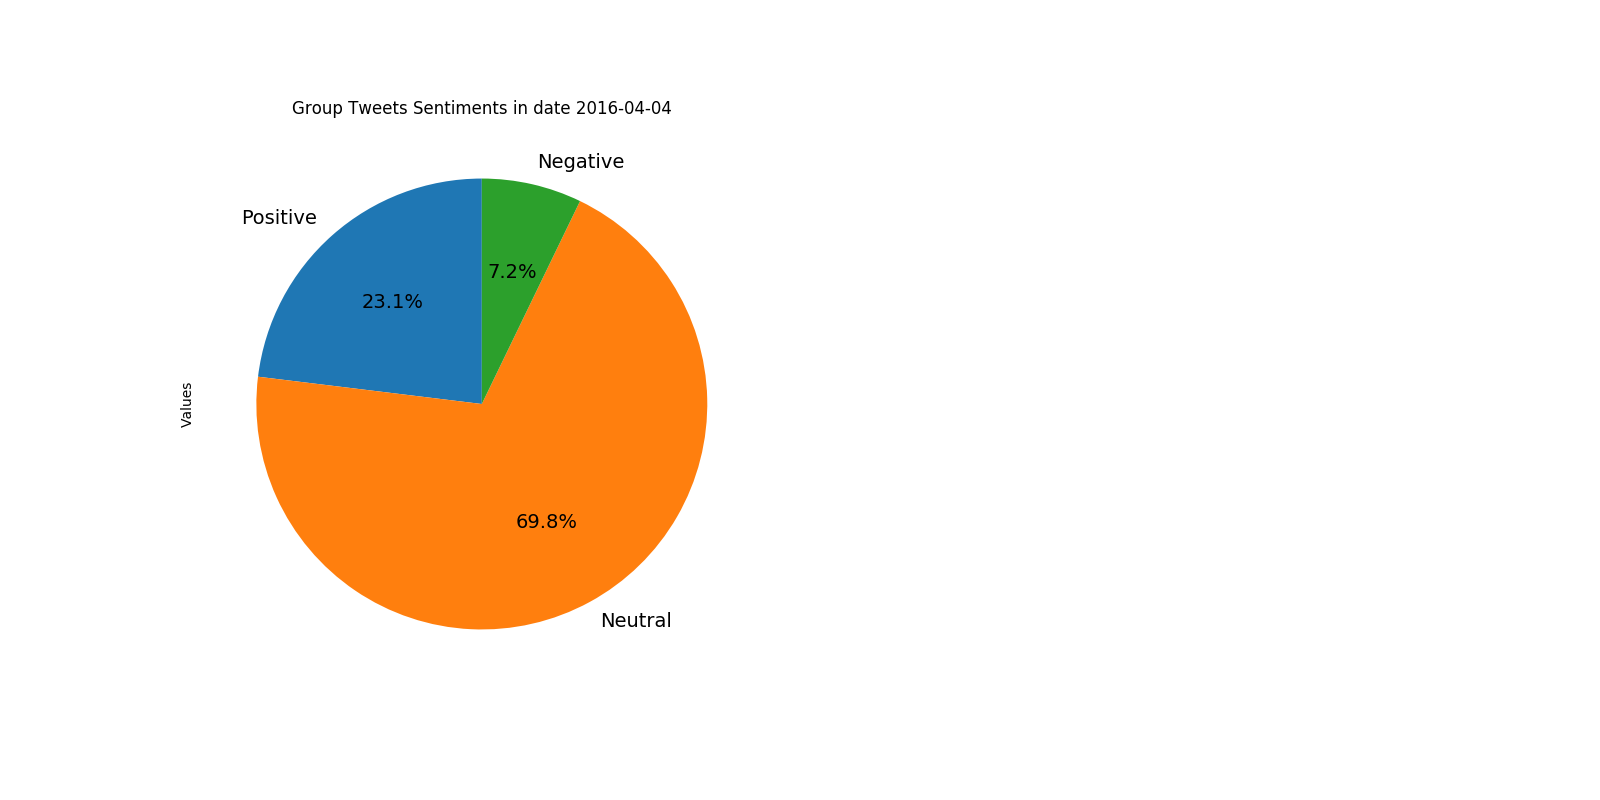 Group Tweets Sentiments in date 2016-04-04
Negative
Positive
7.2%
23.1%
Values
69.8%
Neutral